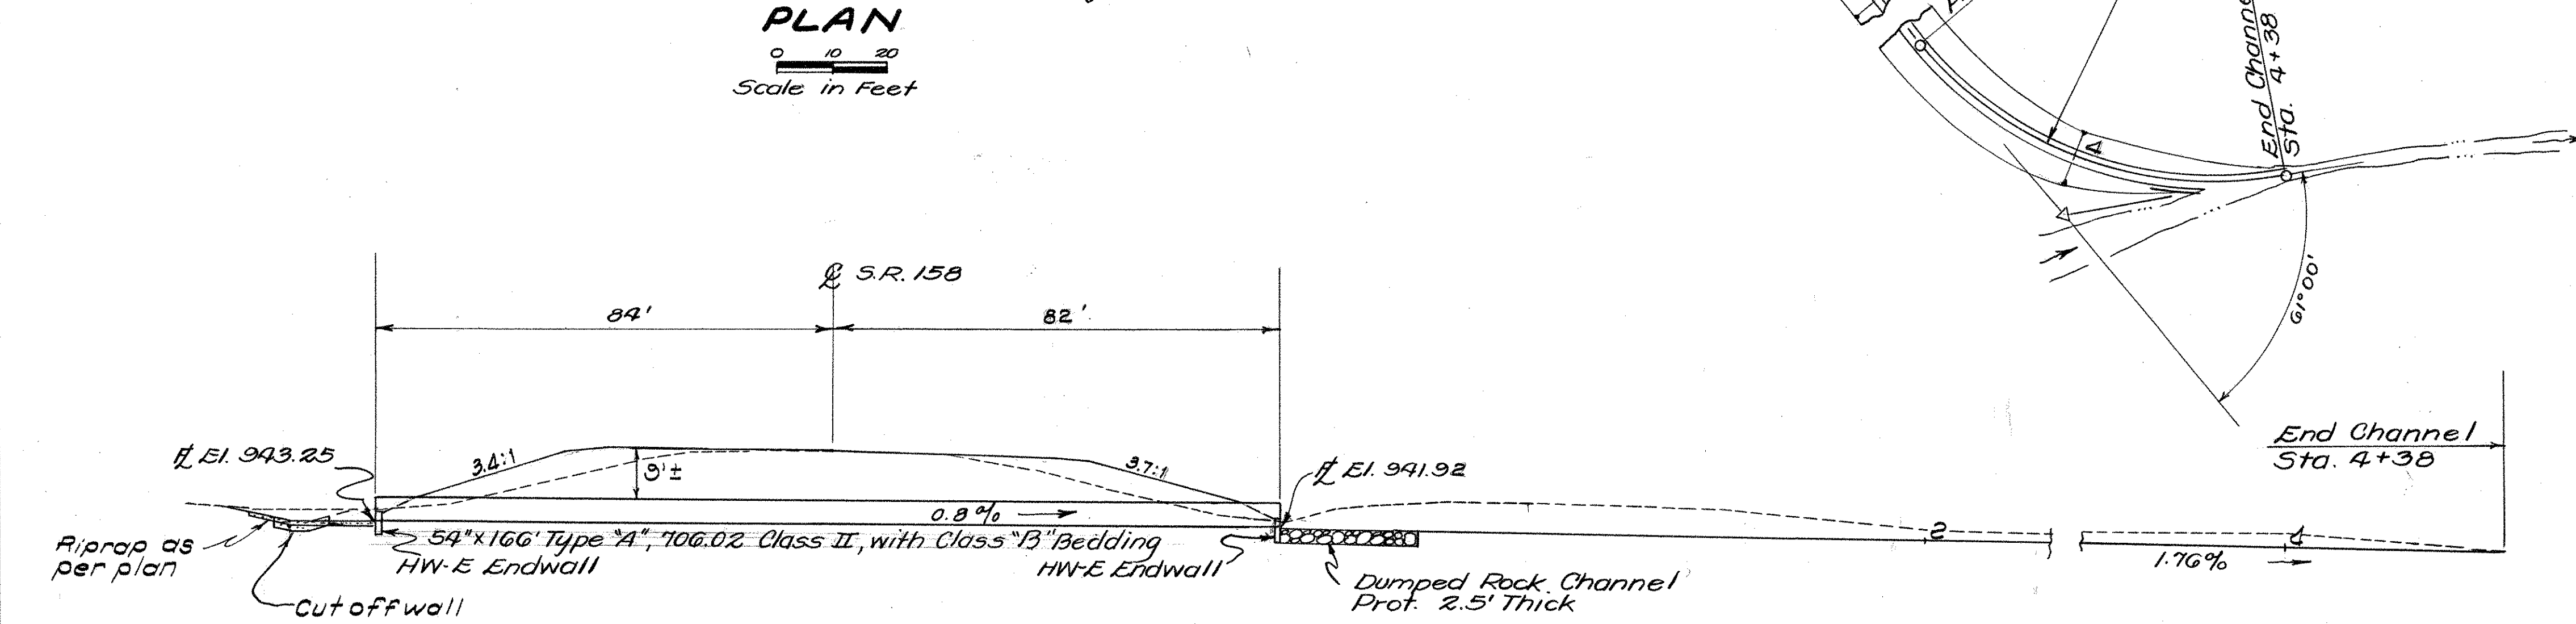 PLAN
0 10 20
Scale in Feet
End Channe
Sta. 4+38
4
61°00'
℄ S.R. 158
84'
82'
End Channel
Sta. 4+38
El. 943.25
3.4:1
9'±
3.7:1
El. 941.92
0.8%
54"x166' Type "A", 706.02 Class II, with Class "B" Bedding
2
4
1.76%
Riprap as
per plan
HW-E Endwall
HW-E Endwall
Cutoffwall
Dumped Rock Channel
Prot. 2.5' Thick